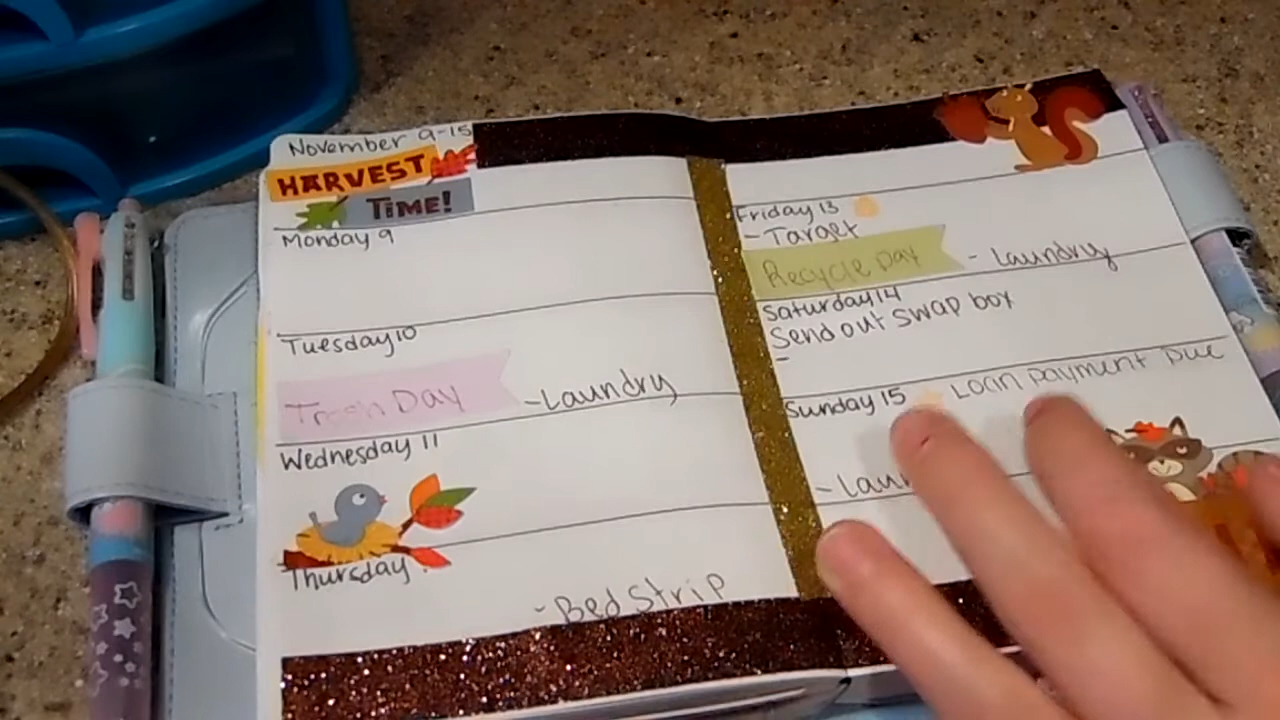 November 9-15
HARVEST
TIME!
Monday 9
Tuesday 10
Trash Day
-Laundry
Wednesday 11
Thursday
-Bed Strip
Friday 13
-Target
Recycle Day
- Laundry
Saturday 14
Send out swap box
-
Sunday 15
Loan payment Due